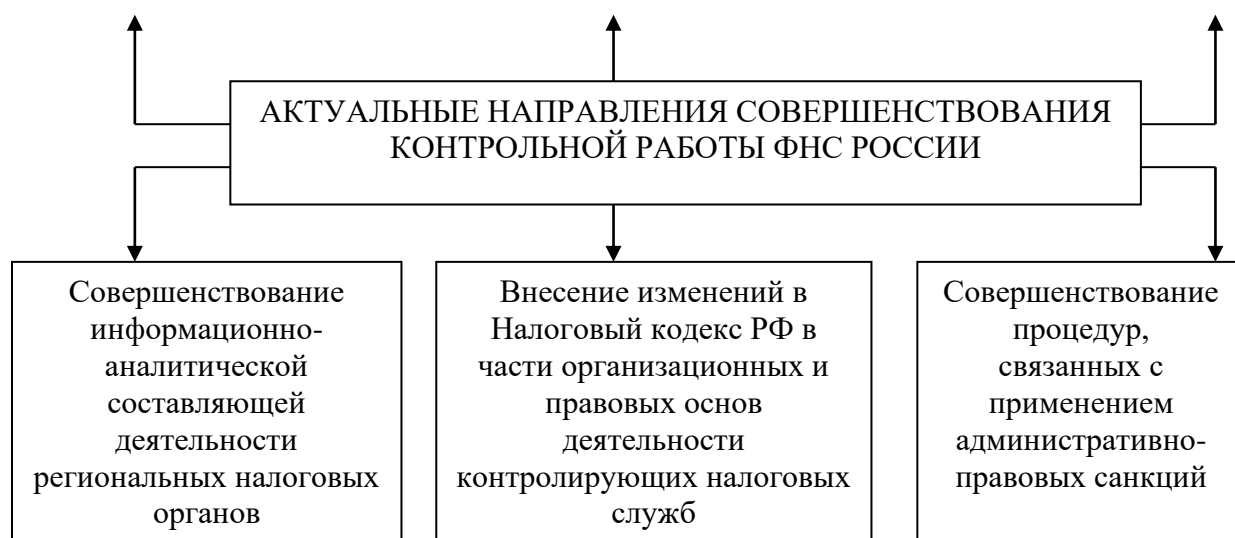 АКТУАЛЬНЫЕ НАПРАВЛЕНИЯ СОВЕРШЕНСТВОВАНИЯ
КОНТРОЛЬНОЙ РАБОТЫ ФНС РОССИИ
Совершенствование
информационно-
аналитической
составляющей
деятельности
региональных налоговых
органов
Внесение изменений в
Налоговый кодекс РФ в
части организационных и
правовых основ
деятельности
контролирующих налоговых
служб
Совершенствование
процедур,
связанных с
применением
административно-
правовых санкций